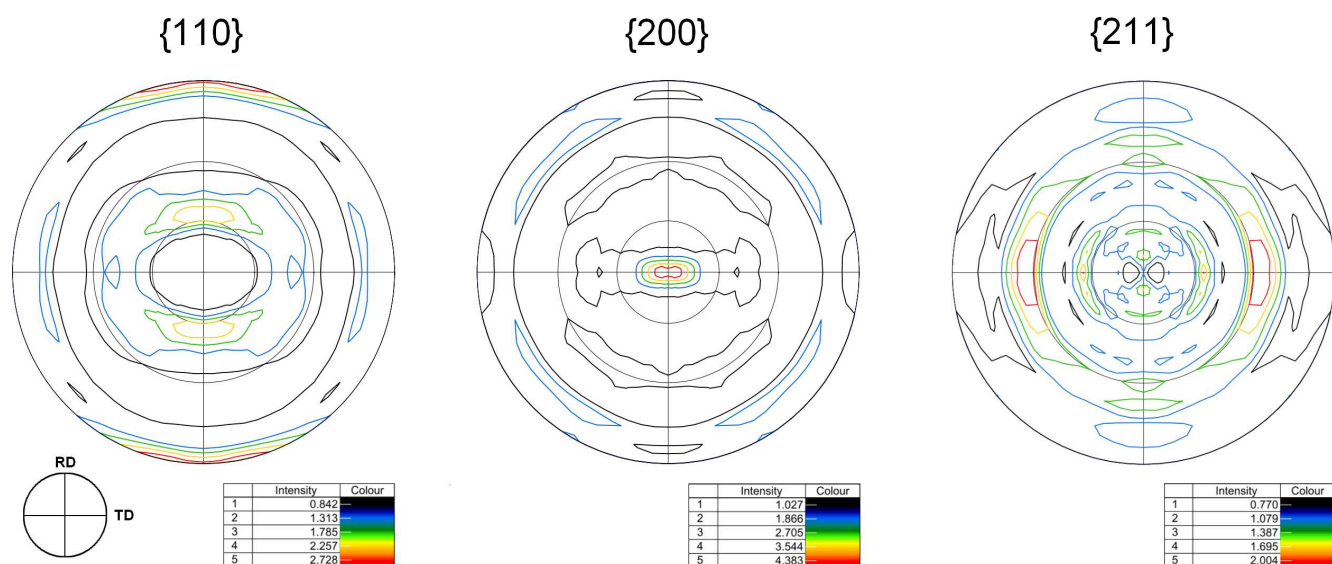 {110} {200} {211}
RD
TD
Intensity Colour
1 0.842
2 1.313
3 1.785
4 2.257
5 2.728
Intensity Colour
1 1.027
2 1.866
3 2.705
4 3.544
5 4.383
Intensity Colour
1 0.770
2 1.079
3 1.387
4 1.695
5 2.004